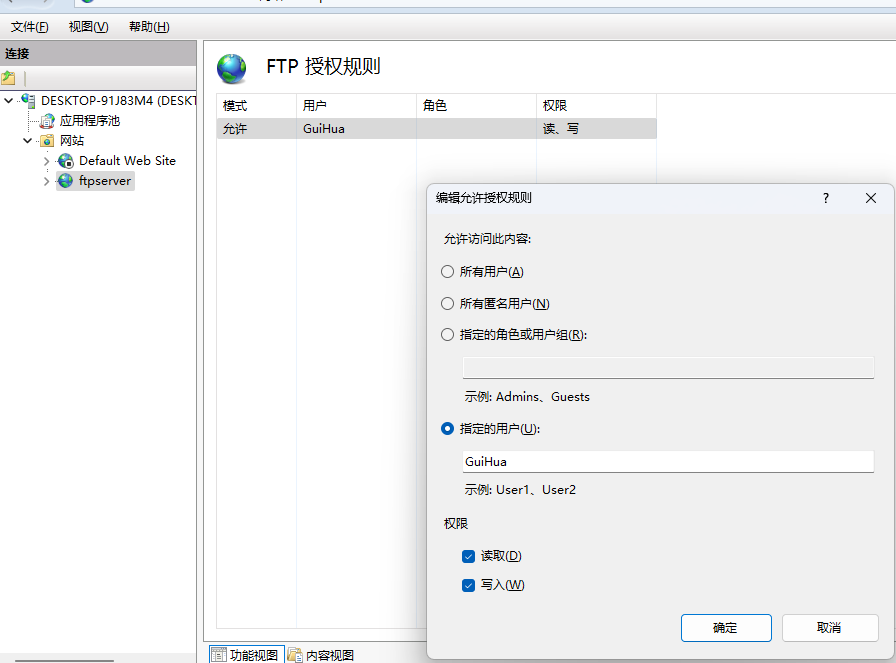 文件(F) 视图(V) 帮助(H)
连接
DESKTOP-91J83M4 (DESKT
应用程序池
网站
Default Web Site
ftpserver
FTP 授权规则
模式 用户 角色 权限
允许 GuiHua 读、写
编辑允许授权规则 ?
允许访问此内容:
所有用户(A)
所有匿名用户(N)
指定的角色或用户组(R):
示例: Admins、Guests
指定的用户(U):
GuiHua
示例: User1、User2
权限
读取(D)
写入(W)
确定 取消
功能视图 内容视图